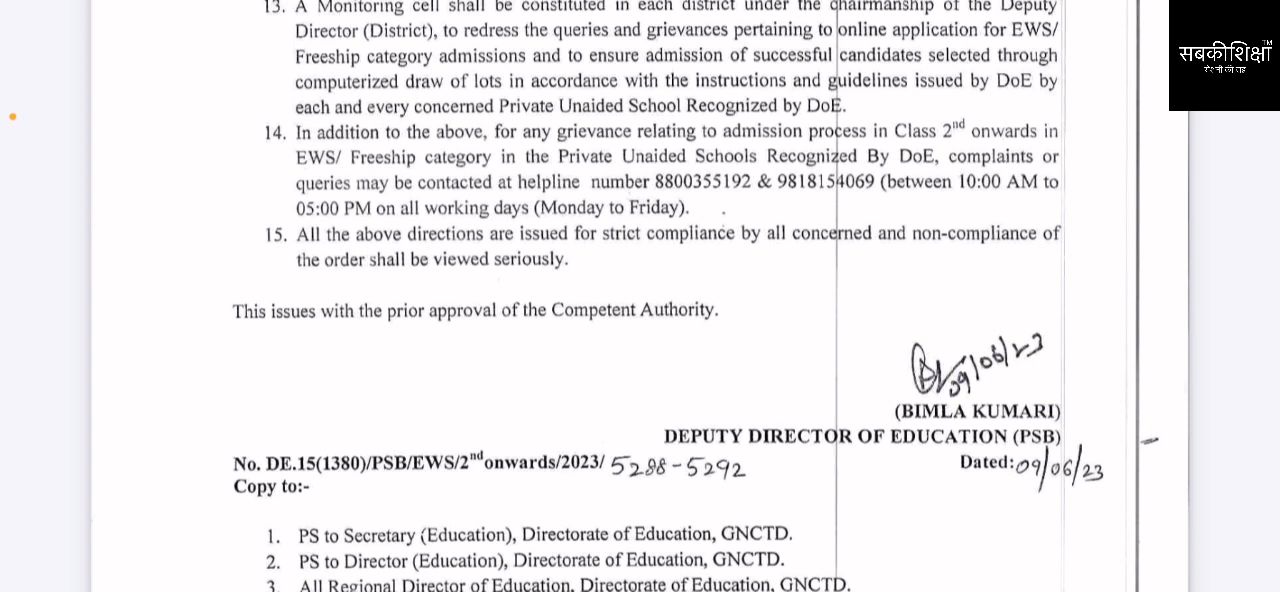 13. A Monitoring cell shall be constituted in each district under the chairmanship of the Deputy
Director (District), to redress the queries and grievances pertaining to online application for EWS/
Freeship category admissions and to ensure admission of successful candidates selected through
computerized draw of lots in accordance with the instructions and guidelines issued by DoE by
each and every concerned Private Unaided School Recognized by DoE.
14. In addition to the above, for any grievance relating to admission process in Class 2nd onwards in
EWS/ Freeship category in the Private Unaided Schools Recognized By DoE, complaints or
queries may be contacted at helpline number 8800355192 & 9818154069 (between 10:00 AM to
05:00 PM on all working days (Monday to Friday).
15. All the above directions are issued for strict compliance by all concerned and non-compliance of
the order shall be viewed seriously.
This issues with the prior approval of the Competent Authority.
09/06/23
(BIMLA KUMARI)
DEPUTY DIRECTOR OF EDUCATION (PSB)
No. DE.15(1380)/PSB/EWS/2nd onwards/2023/ 5288-5292 Dated: 09/06/23
Copy to:-
1. PS to Secretary (Education), Directorate of Education, GNCTD.
2. PS to Director (Education), Directorate of Education, GNCTD.
3. All Regional Director of Education, Directorate of Education, GNCTD.
सबकीशिक्षा TM